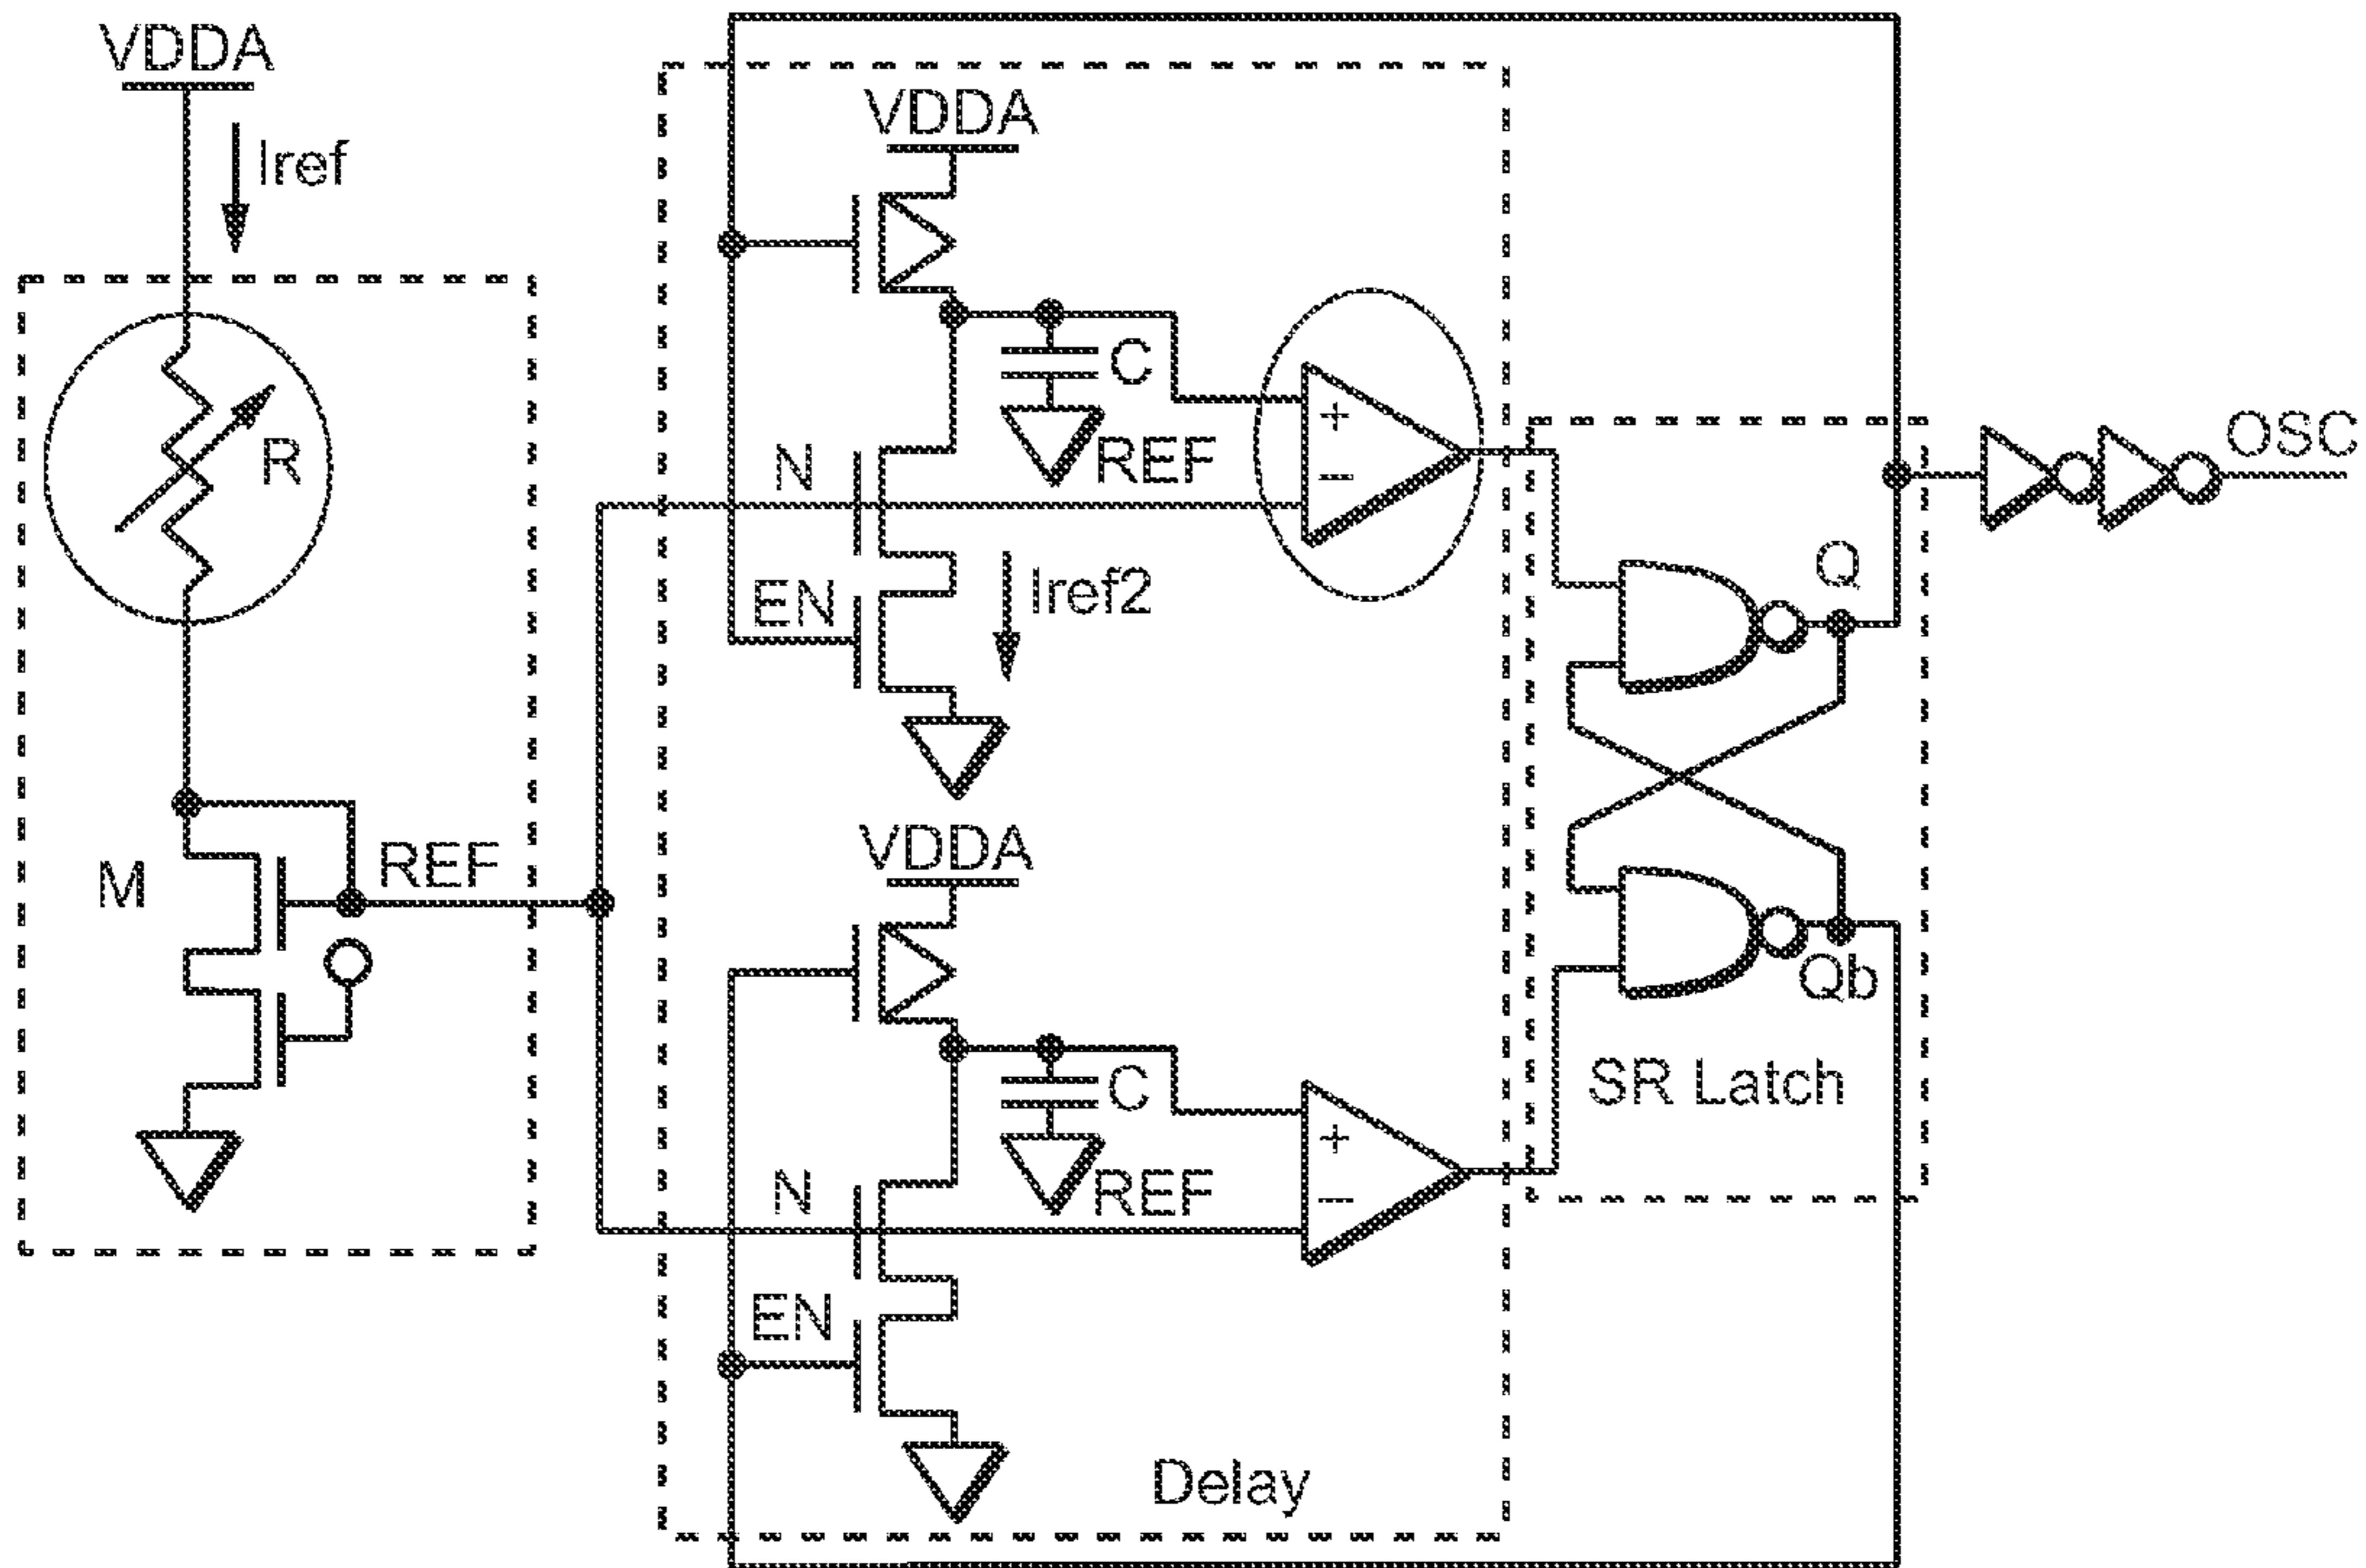 VDDA
Iref
R
M
REF
VDDA
C
REF
N
EN
Iref2
+
−
VDDA
C
REF
N
EN
+
−
Delay
Q
Qb
SR Latch
OSC